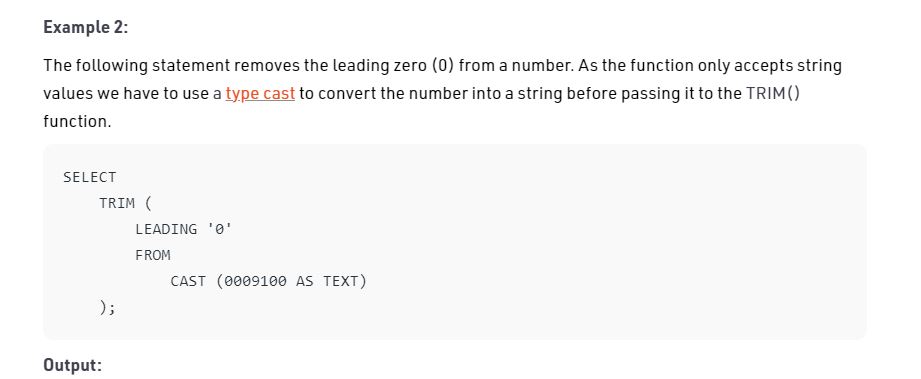 Example 2:
The following statement removes the leading zero (0) from a number. As the function only accepts string
values we have to use a type cast to convert the number into a string before passing it to the TRIM()
function.
SELECT
TRIM (
LEADING '0'
FROM
CAST (0009100 AS TEXT)
);
Output: